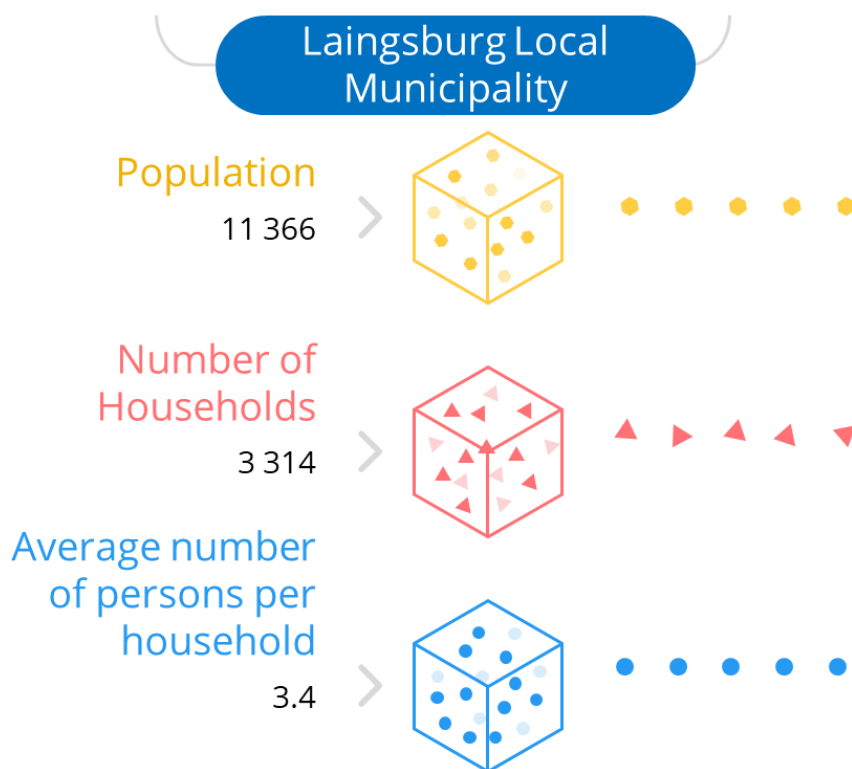 Laingsburg Local
Municipality
Population
11 366
Number of
Households
3 314
Average number
of persons per
household
3.4